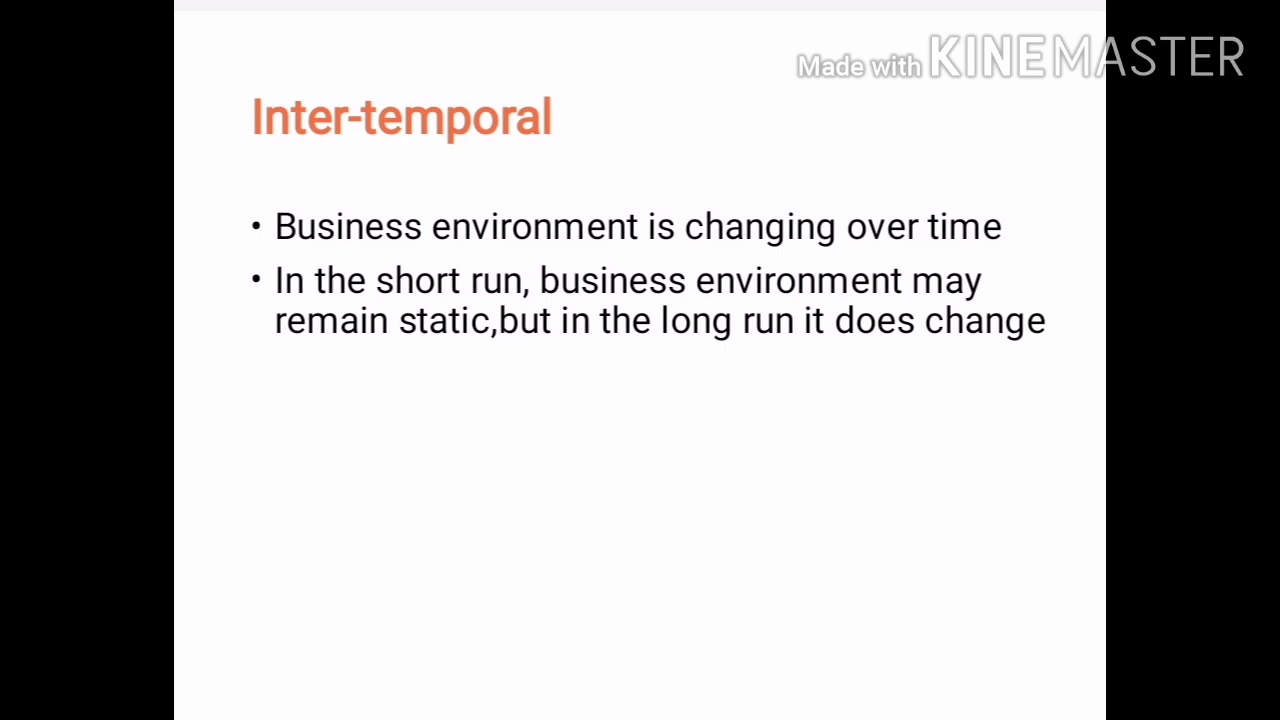 Made with KINEMASTER
Inter-temporal
• Business environment is changing over time
• In the short run, business environment may
remain static,but in the long run it does change